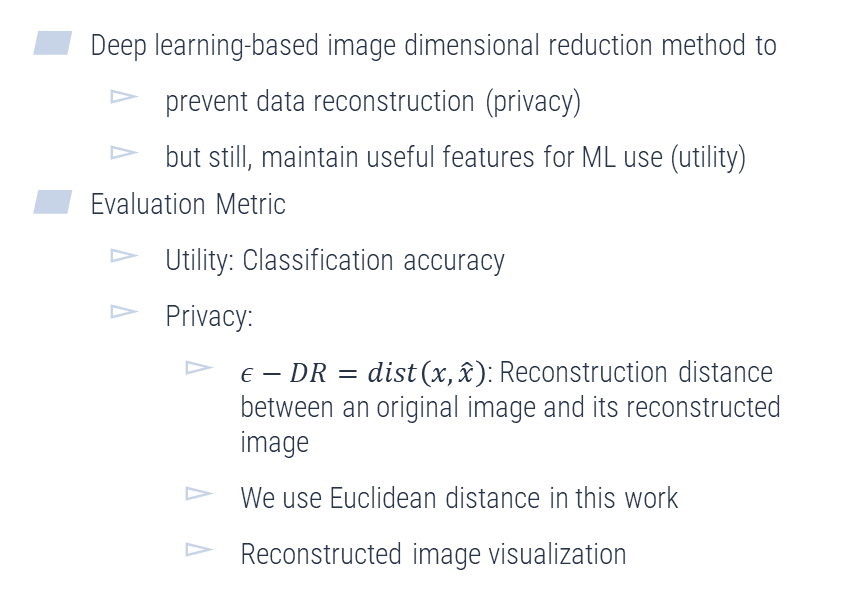 Deep learning-based image dimensional reduction method to
prevent data reconstruction (privacy)
but still, maintain useful features for ML use (utility)
Evaluation Metric
Utility: Classification accuracy
Privacy:
ϵ − DR = dist(x, x̂): Reconstruction distance
between an original image and its reconstructed
image
We use Euclidean distance in this work
Reconstructed image visualization